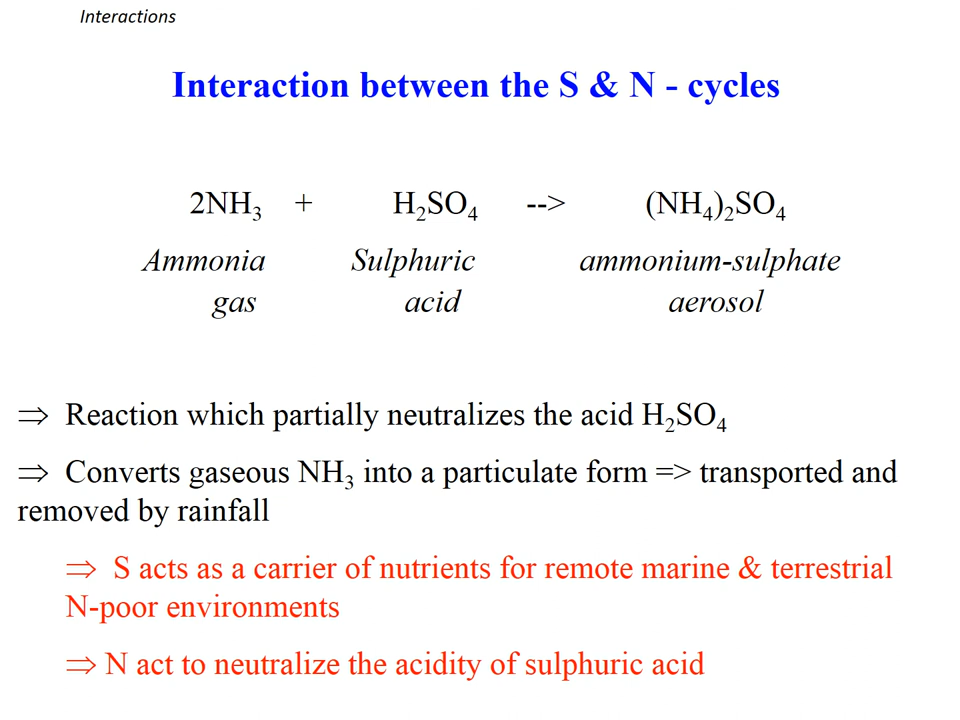 Interactions
Interaction between the S & N - cycles
2NH₃ + H₂SO₄ --> (NH₄)₂SO₄
Ammonia Sulphuric ammonium-sulphate
gas acid aerosol
⇒ Reaction which partially neutralizes the acid H₂SO₄
⇒ Converts gaseous NH₃ into a particulate form => transported and
removed by rainfall
⇒ S acts as a carrier of nutrients for remote marine & terrestrial
N-poor environments
⇒ N act to neutralize the acidity of sulphuric acid